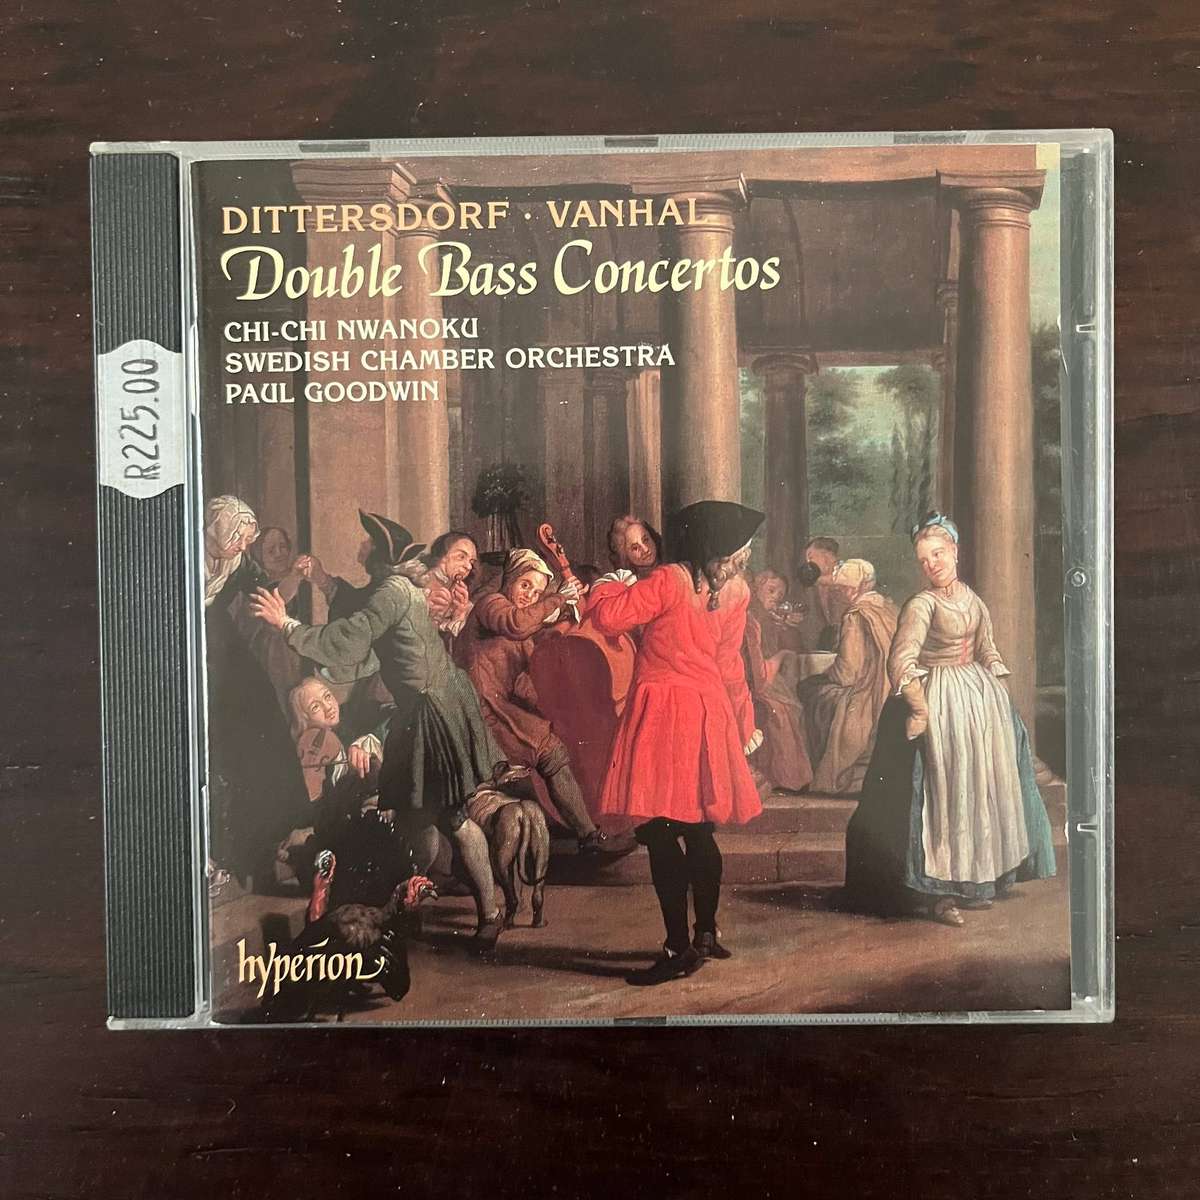 DITTERSDORF · VANHAL
Double Bass Concertos
CHI-CHI NWANOKU
SWEDISH CHAMBER ORCHESTRA
PAUL GOODWIN
R225.00
hyperion